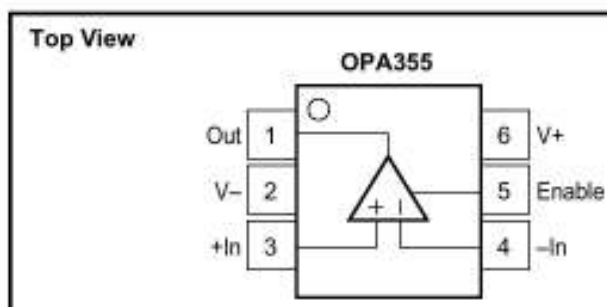 Top View
OPA355
Out 1 6 V+
V– 2 5 Enable
+In 3 + – 4 –In